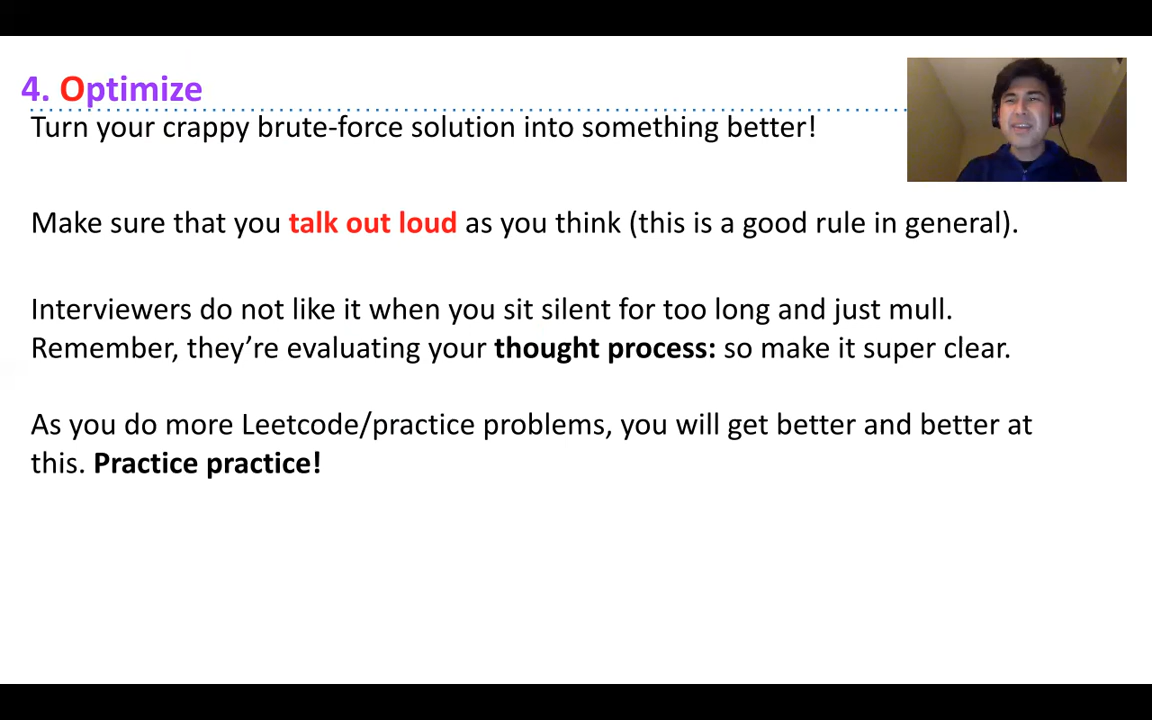 4. Optimize
Turn your crappy brute-force solution into something better!
Make sure that you talk out loud as you think (this is a good rule in general).
Interviewers do not like it when you sit silent for too long and just mull.
Remember, they’re evaluating your thought process: so make it super clear.
As you do more Leetcode/practice problems, you will get better and better at
this. Practice practice!